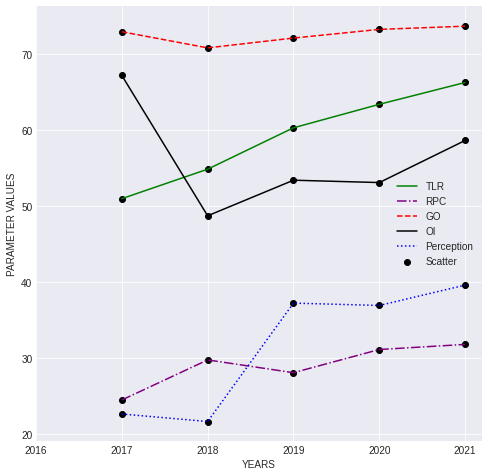 PARAMETER VALUES
70
60
50
40
30
20
TLR
RPC
GO
OI
Perception
Scatter
2016 2017 2018 2019 2020 2021
YEARS